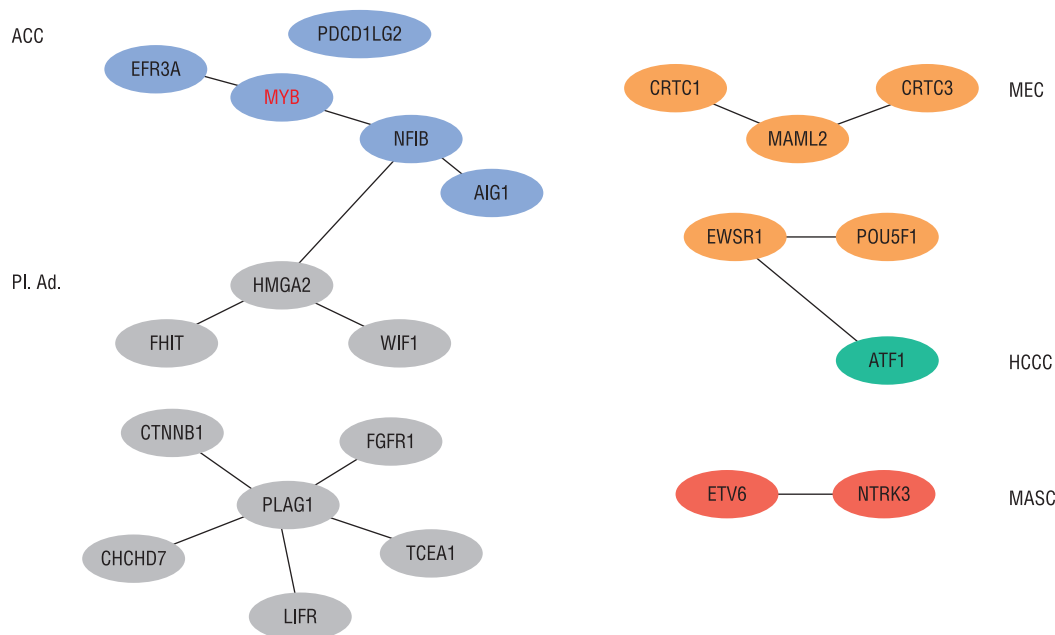 ACC
PDCD1LG2
EFR3A
MYB
NFIB
AIG1
Pl. Ad.
HMGA2
FHIT
WIF1
CTNNB1
FGFR1
PLAG1
CHCHD7
TCEA1
LIFR
CRTC1
CRTC3
MEC
MAML2
EWSR1
POU5F1
ATF1
HCCC
ETV6
NTRK3
MASC